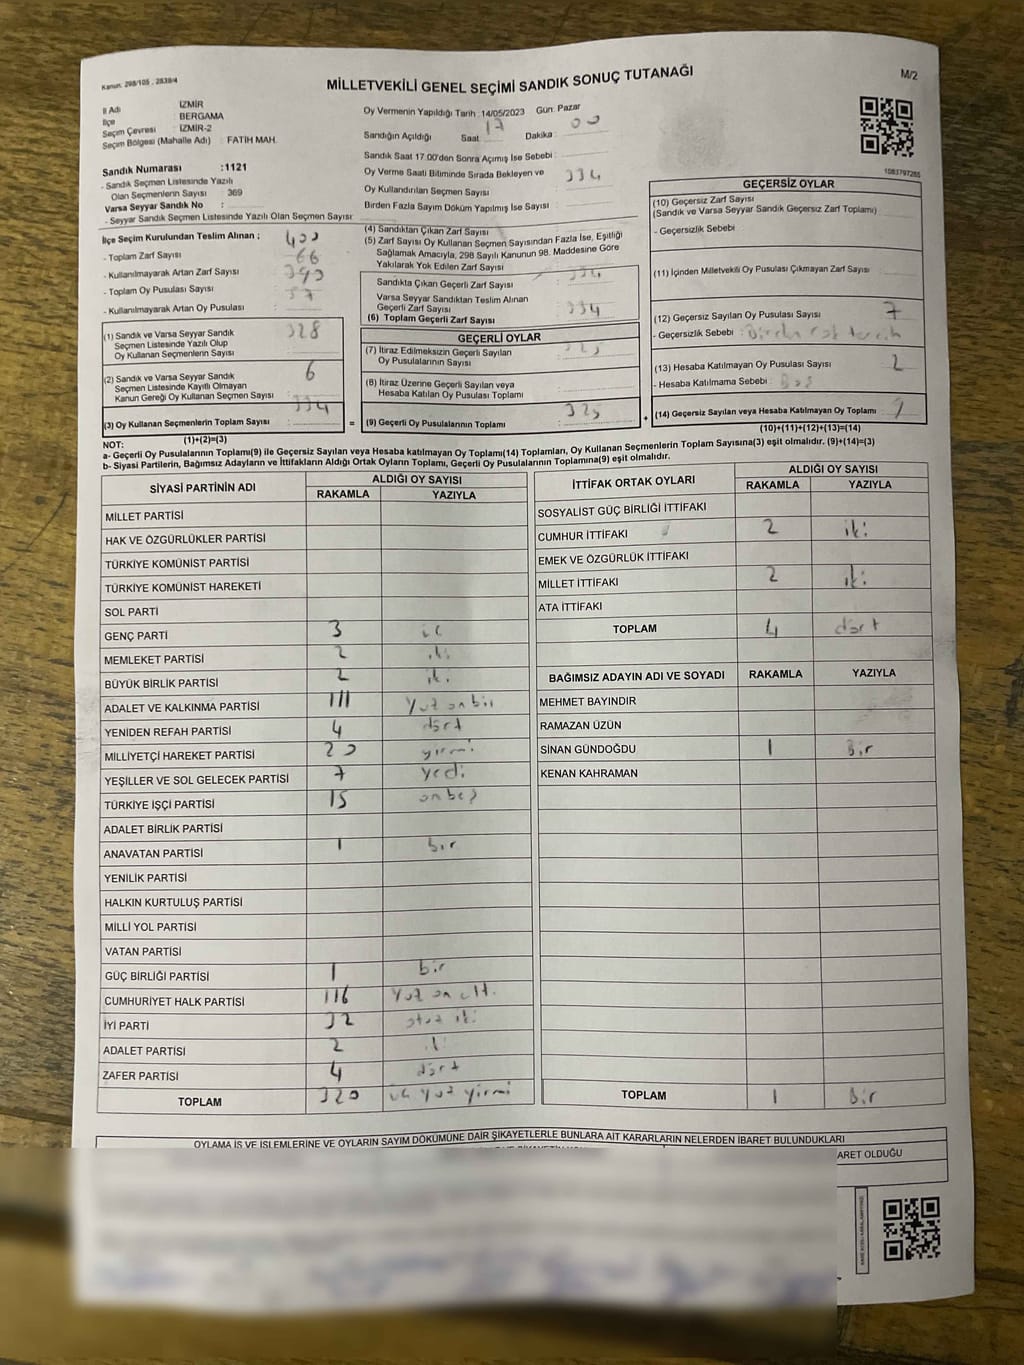 Kanun: 298/105 , 2839/4
MİLLETVEKİLİ GENEL SEÇİMİ SANDIK SONUÇ TUTANAĞI
M/2
İl Adı : İZMİR
İlçe : BERGAMA
Seçim Çevresi : İZMİR-2
Seçim Bölgesi (Mahalle Adı) : FATİH MAH.
Oy Vermenin Yapıldığı Tarih :14/05/2023 Gün: Pazar
Sandığın Açıldığı Saat 17 Dakika : 00
Sandık Saat 17:00'den Sonra Açımış İse Sebebi :
Oy Verme Saati Bitiminde Sırada Bekleyen ve
Oy Kullandırılan Seçmen Sayısı : 334
Birden Fazla Sayım Döküm Yapılmış İse Sayısı
1083797285
Sandık Numarası :1121
- Sandık Seçmen Listesinde Yazılı
Olan Seçmenlerin Sayısı 369
Varsa Seyyar Sandık No :
- Seyyar Sandık Seçmen Listesinde Yazılı Olan Seçmen Sayısı:
İlçe Seçim Kurulundan Teslim Alınan ;
- Toplam Zarf Sayısı : 400
- Kullanılmayarak Artan Zarf Sayısı : 66
- Toplam Oy Pusulası Sayısı : 390
- Kullanılmayarak Artan Oy Pusulası : 57
(1) Sandık ve Varsa Seyyar Sandık
Seçmen Listesinde Yazılı Olup
Oy Kullanan Seçmenlerin Sayısı : 328
(2) Sandık ve Varsa Seyyar Sandık
Seçmen Listesinde Kayıtlı Olmayan
Kanun Gereği Oy Kullanan Seçmen Sayısı : 6
(3) Oy Kullanan Seçmenlerin Toplam Sayısı : 334
(4) Sandıktan Çıkan Zarf Sayısı :
(5) Zarf Sayısı Oy Kullanan Seçmen Sayısından Fazla İse, Eşitliği
Sağlamak Amacıyla, 298 Sayılı Kanunun 98. Maddesine Göre
Yakılarak Yok Edilen Zarf Sayısı
Sandıkta Çıkan Geçerli Zarf Sayısı : 334
Varsa Seyyar Sandıktan Teslim Alınan
Geçerli Zarf Sayısı :
(6) Toplam Geçerli Zarf Sayısı : 334
GEÇERLİ OYLAR
(7) İtiraz Edilmeksizin Geçerli Sayılan
Oy Pusulalarının Sayısı : 325
(8) İtiraz Üzerine Geçerli Sayılan veya
Hesaba Katılan Oy Pusulası Toplamı :
= (9) Geçerli Oy Pusulalarının Toplamı : 325 +
GEÇERSİZ OYLAR
(10) Geçersiz Zarf Sayısı
(Sandık ve Varsa Seyyar Sandık Geçersiz Zarf Toplamı)
- Geçersizlik Sebebi
(11) İçinden Milletvekili Oy Pusulası Çıkmayan Zarf Sayısı
(12) Geçersiz Sayılan Oy Pusulası Sayısı : 7
- Geçersizlik Sebebi :
(13) Hesaba Katılmayan Oy Pusulası Sayısı : 2
- Hesaba Katılmama Sebebi : Boş
(14) Geçersiz Sayılan veya Hesaba Katılmayan Oy Toplamı : 9
(10)+(11)+(12)+(13)=(14)
NOT: (1)+(2)=(3)
a- Geçerli Oy Pusulalarının Toplamı(9) ile Geçersiz Sayılan veya Hesaba Katılmayan Oy Toplamı(14) Toplamları, Oy Kullanan Seçmenlerin Toplam Sayısına(3) eşit olmalıdır. (9)+(14)=(3)
b- Siyasi Partilerin, Bağımsız Adayların ve İttifakların Aldığı Ortak Oyların Toplamı, Geçerli Oy Pusulalarının Toplamına(9) eşit olmalıdır.
SİYASİ PARTİNİN ADI ALDIĞI OY SAYISI
RAKAMLA YAZIYLA
MİLLET PARTİSİ
HAK VE ÖZGÜRLÜKLER PARTİSİ
TÜRKİYE KOMÜNİST PARTİSİ
TÜRKİYE KOMÜNİST HAREKETİ
SOL PARTİ
GENÇ PARTİ 3 üç
MEMLEKET PARTİSİ 2 iki
BÜYÜK BİRLİK PARTİSİ 2 iki
ADALET VE KALKINMA PARTİSİ 111 Yüz on bir
YENİDEN REFAH PARTİSİ 4 dört
MİLLİYETÇİ HAREKET PARTİSİ 20 yirmi
YEŞİLLER VE SOL GELECEK PARTİSİ 7 yedi
TÜRKİYE İŞÇİ PARTİSİ 15 onbeş
ADALET BİRLİK PARTİSİ
ANAVATAN PARTİSİ 1 bir
YENİLİK PARTİSİ
HALKIN KURTULUŞ PARTİSİ
MİLLİ YOL PARTİSİ
VATAN PARTİSİ
GÜÇ BİRLİĞİ PARTİSİ 1 bir
CUMHURİYET HALK PARTİSİ 116 Yüz on altı
İYİ PARTİ 32 otuz iki
ADALET PARTİSİ 2 iki
ZAFER PARTİSİ 4 dört
TOPLAM 320 üç yüz yirmi
İTTİFAK ORTAK OYLARI ALDIĞI OY SAYISI
RAKAMLA YAZIYLA
SOSYALİST GÜÇ BİRLİĞİ İTTİFAKI
CUMHUR İTTİFAKI 2 iki
EMEK VE ÖZGÜRLÜK İTTİFAKI
MİLLET İTTİFAKI 2 iki
ATA İTTİFAKI
TOPLAM 4 dört
BAĞIMSIZ ADAYIN ADI VE SOYADI RAKAMLA YAZIYLA
MEHMET BAYINDIR
RAMAZAN ÜZÜN
SİNAN GÜNDOĞDU 1 Bir
KENAN KAHRAMAN
TOPLAM 1 Bir
OYLAMA İŞ VE İŞLEMLERİNE VE OYLARIN SAYIM DÖKÜMÜNE DAİR ŞİKAYETLERLE BUNLARA AİT KARARLARIN NELERDEN İBARET BULUNDUKLARI
ARET OLDUĞU